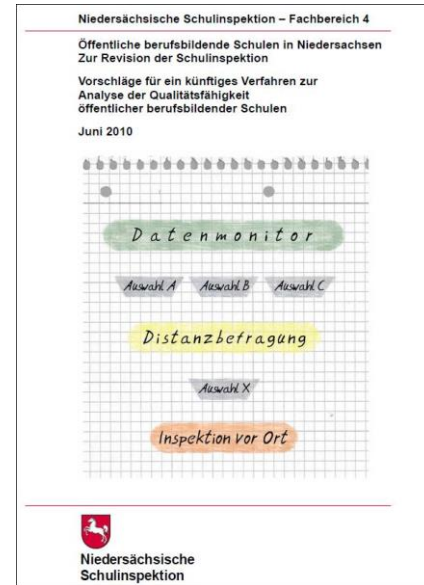 Niedersächsische Schulinspektion – Fachbereich 4
Öffentliche berufsbildende Schulen in Niedersachsen
Zur Revision der Schulinspektion
Vorschläge für ein künftiges Verfahren zur
Analyse der Qualitätsfähigkeit
öffentlicher berufsbildender Schulen
Juni 2010
Datenmonitor
Auswahl A Auswahl B Auswahl C
Distanzbefragung
Auswahl X
Inspektion vor Ort
Niedersächsische
Schulinspektion